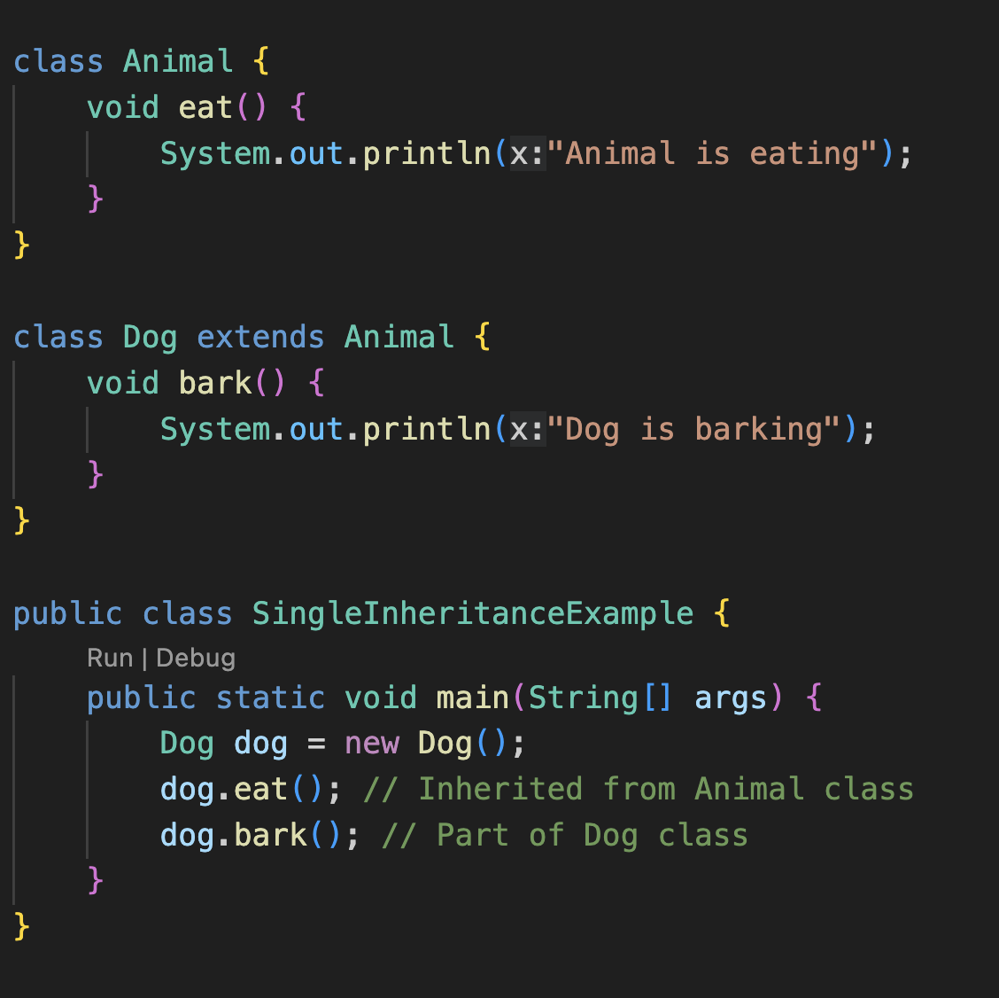 class Animal {
    void eat() {
        System.out.println(x:"Animal is eating");
    }
}

class Dog extends Animal {
    void bark() {
        System.out.println(x:"Dog is barking");
    }
}

public class SingleInheritanceExample {
    Run | Debug
    public static void main(String[] args) {
        Dog dog = new Dog();
        dog.eat(); // Inherited from Animal class
        dog.bark(); // Part of Dog class
    }
}